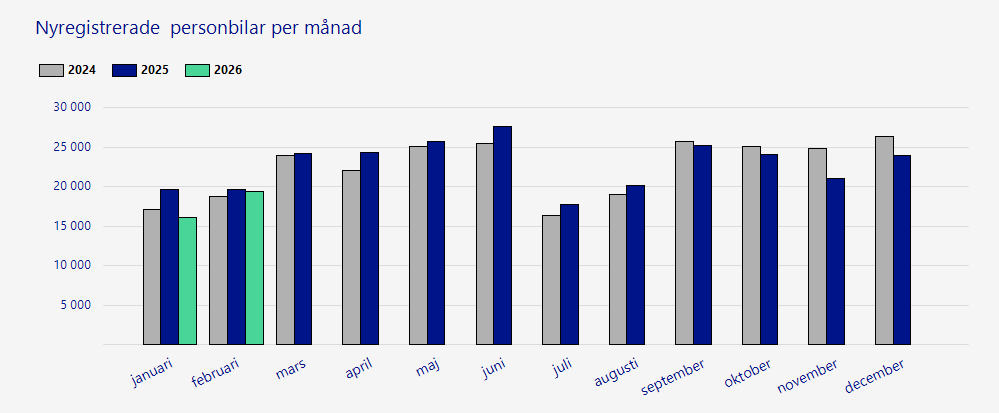 Nyregistrerade  personbilar per månad
2024 2025 2026
30 000
25 000
20 000
15 000
10 000
5 000
januari februari mars april maj juni juli augusti september oktober november december